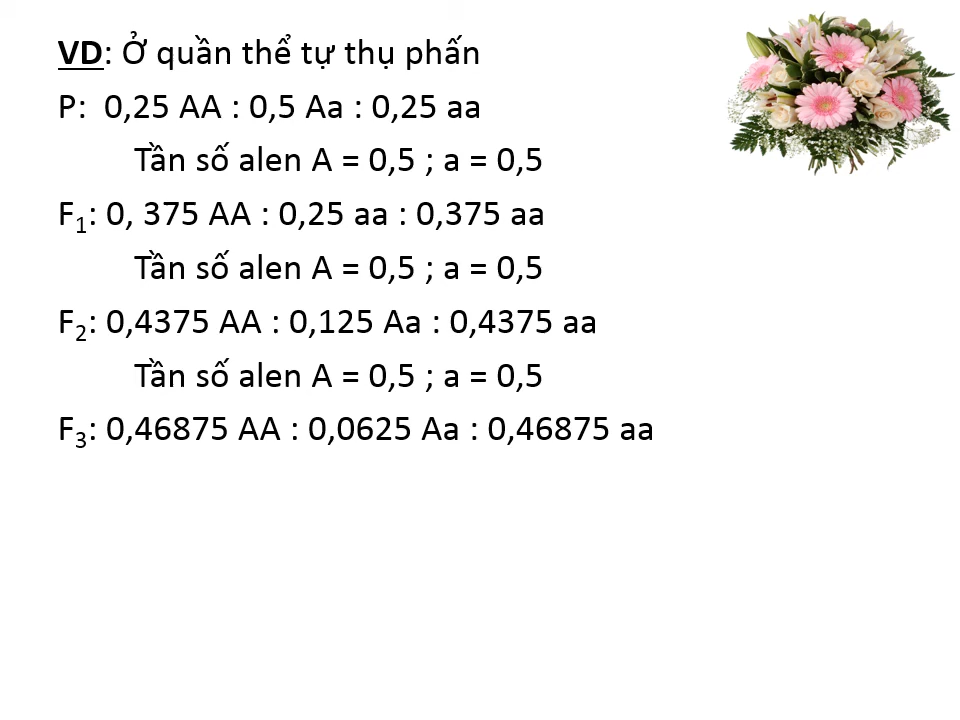 VD: Ở quần thể tự thụ phấn
P: 0,25 AA : 0,5 Aa : 0,25 aa
Tần số alen A = 0,5 ; a = 0,5
F1: 0, 375 AA : 0,25 aa : 0,375 aa
Tần số alen A = 0,5 ; a = 0,5
F2: 0,4375 AA : 0,125 Aa : 0,4375 aa
Tần số alen A = 0,5 ; a = 0,5
F3: 0,46875 AA : 0,0625 Aa : 0,46875 aa